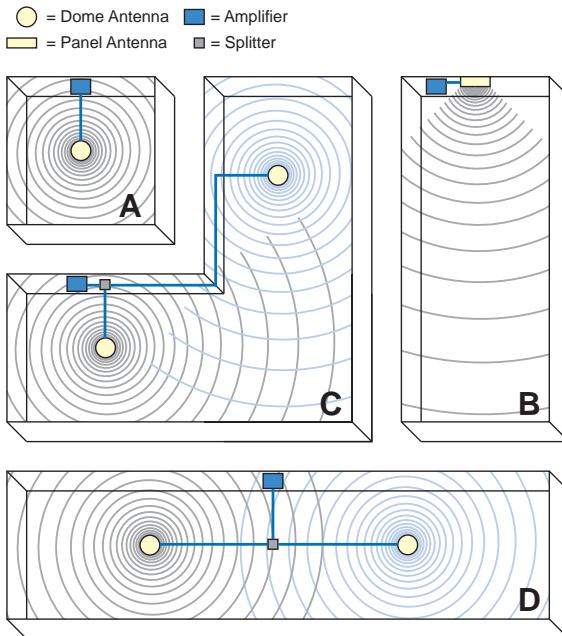 = Dome Antenna = Amplifier
= Panel Antenna = Splitter
A
B
C
D